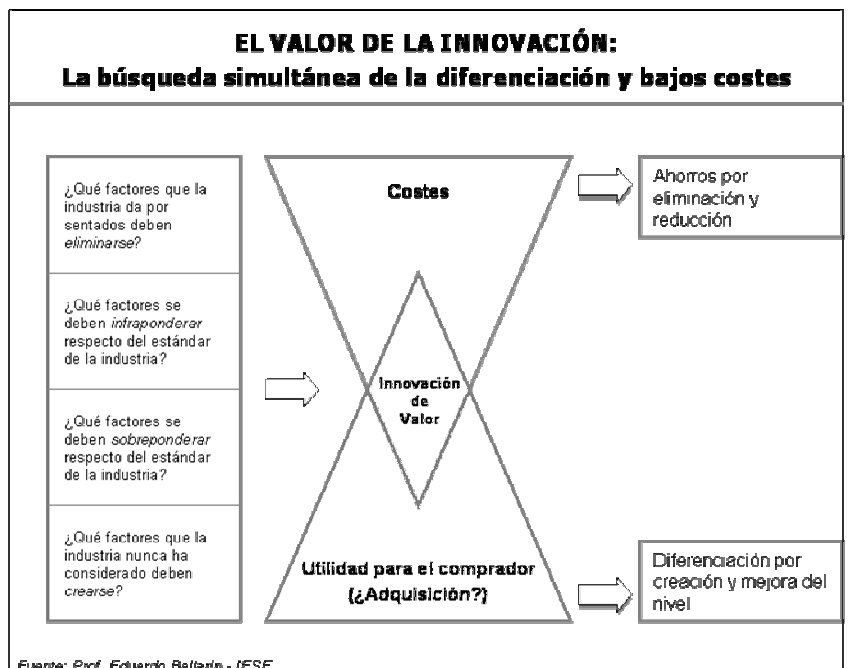 EL VALOR DE LA INNOVACIÓN:
La búsqueda simultánea de la diferenciación y bajos costes
¿Qué factores que la
industria da por
sentados deben
eliminarse?
¿Qué factores se
deben infraponderar
respecto del estándar
de la industria?
¿Qué factores se
deben sobreponderar
respecto del estándar
de la industria?
¿Qué factores que la
industria nunca ha
considerado deben
crearse?
Costes
Innovación
de
Valor
Utilidad para el comprador
(¿Adquisición?)
Ahorros por
eliminación y
reducción
Diferenciación por
creación y mejora del
nivel
Fuente: Prof. Eduardo Ballarín - IESE